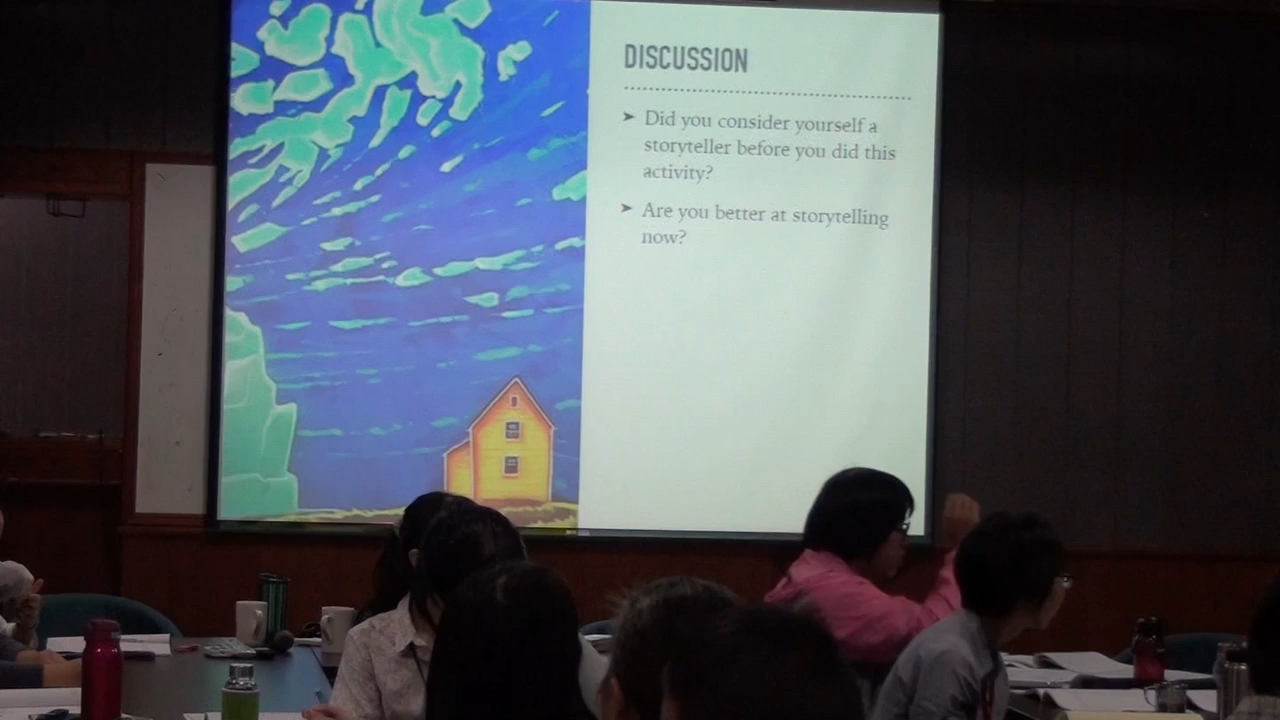 DISCUSSION
➤ Did you consider yourself a
storyteller before you did this
activity?
➤ Are you better at storytelling
now?